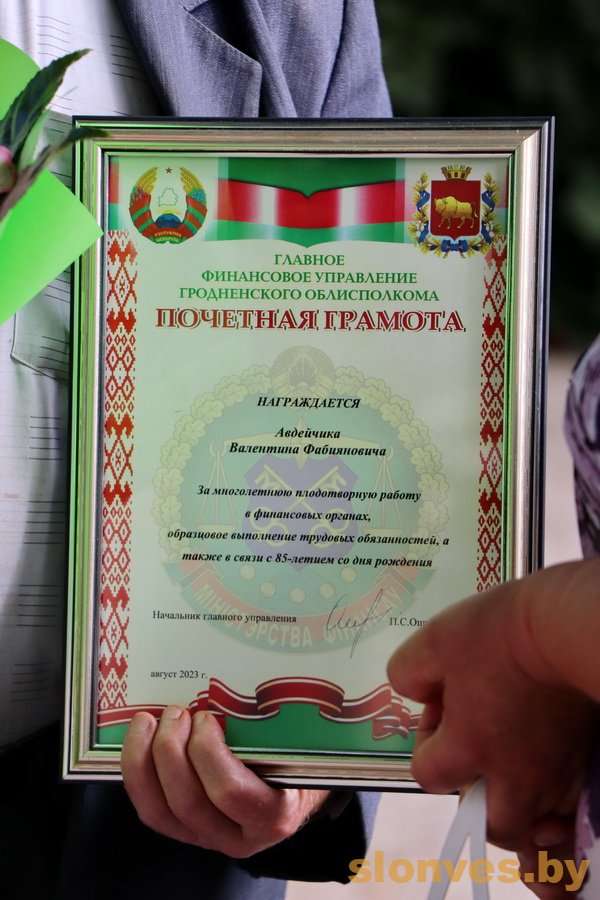 ГЛАВНОЕ
ФИНАНСОВОЕ УПРАВЛЕНИЕ
ГРОДНЕНСКОГО ОБЛИСПОЛКОМА
ПОЧЕТНАЯ ГРАМОТА
НАГРАЖДАЕТСЯ
Авдейчика
Валентина Фабияновича
За многолетнюю плодотворную работу
в финансовых органах,
образцовое выполнение трудовых обязанностей, а
также в связи с 85-летием со дня рождения
МІНІСТЭРСТВА
Начальник главного управления
август 2023 г.
slonves.by